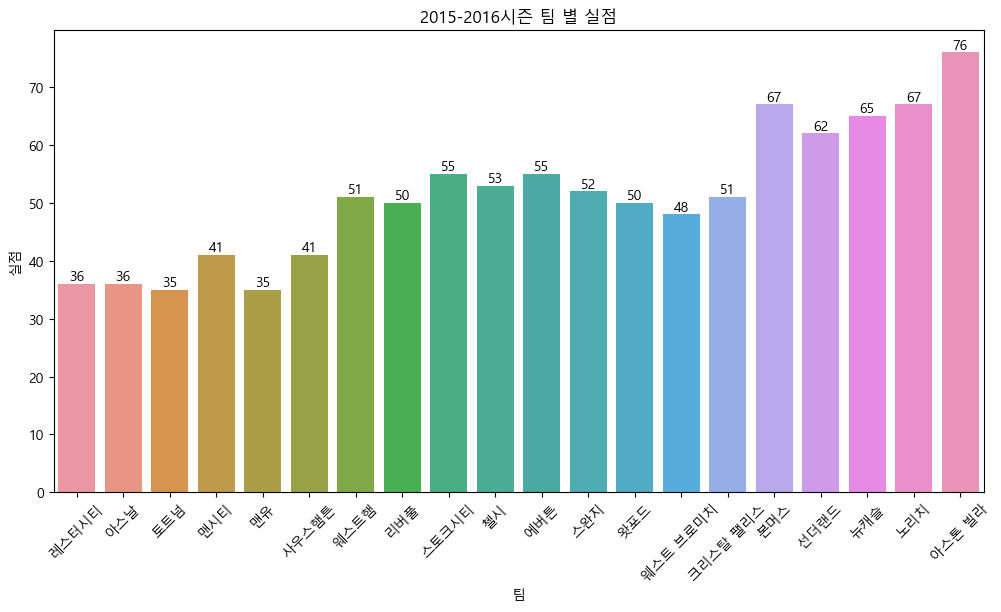 2015-2016시즌 팀 별 실점
실점
70
60
50
40
30
20
10
0
36
36
35
41
35
41
51
50
55
53
55
52
50
48
51
67
62
65
67
76
레스터시티
아스날
토트넘
맨시티
맨유
사우스햄튼
웨스트햄
리버풀
스토크시티
첼시
에버튼
스완지
왓포드
웨스트 브로미치
크리스탈 팰리스
본머스
선더랜드
뉴캐슬
노리치
아스톤 빌라
팀